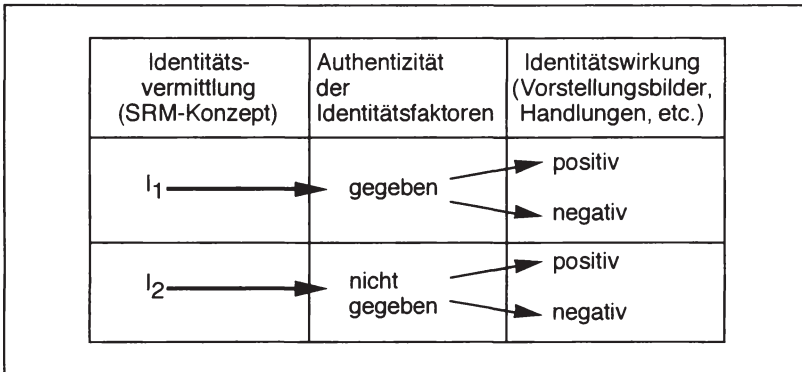 Identitäts-
vermittlung
(SRM-Konzept)
Authentizität
der
Identitätsfaktoren
Identitätswirkung
(Vorstellungsbilder,
Handlungen, etc.)
I1
gegeben
positiv
negativ
I2
nicht
gegeben
positiv
negativ